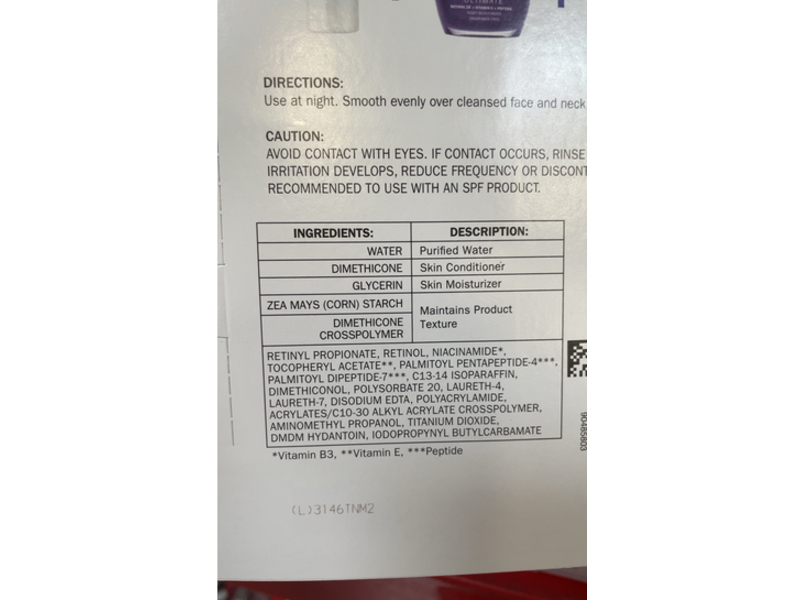 ULTIMATE
DIRECTIONS:
Use at night. Smooth evenly over cleansed face and neck
CAUTION:
AVOID CONTACT WITH EYES. IF CONTACT OCCURS, RINSE
IRRITATION DEVELOPS, REDUCE FREQUENCY OR DISCONT
RECOMMENDED TO USE WITH AN SPF PRODUCT.
INGREDIENTS: DESCRIPTION:
WATER Purified Water
DIMETHICONE Skin Conditioner
GLYCERIN Skin Moisturizer
ZEA MAYS (CORN) STARCH Maintains Product
DIMETHICONE Texture
CROSSPOLYMER
RETINYL PROPIONATE, RETINOL, NIACINAMIDE*,
TOCOPHERYL ACETATE**, PALMITOYL PENTAPEPTIDE-4***,
PALMITOYL DIPEPTIDE-7***, C13-14 ISOPARAFFIN,
DIMETHICONOL, POLYSORBATE 20, LAURETH-4,
LAURETH-7, DISODIUM EDTA, POLYACRYLAMIDE,
ACRYLATES/C10-30 ALKYL ACRYLATE CROSSPOLYMER,
AMINOMETHYL PROPANOL, TITANIUM DIOXIDE,
DMDM HYDANTOIN, IODOPROPYNYL BUTYLCARBAMATE
*Vitamin B3, **Vitamin E, ***Peptide
90485803
(L)3146TNM2